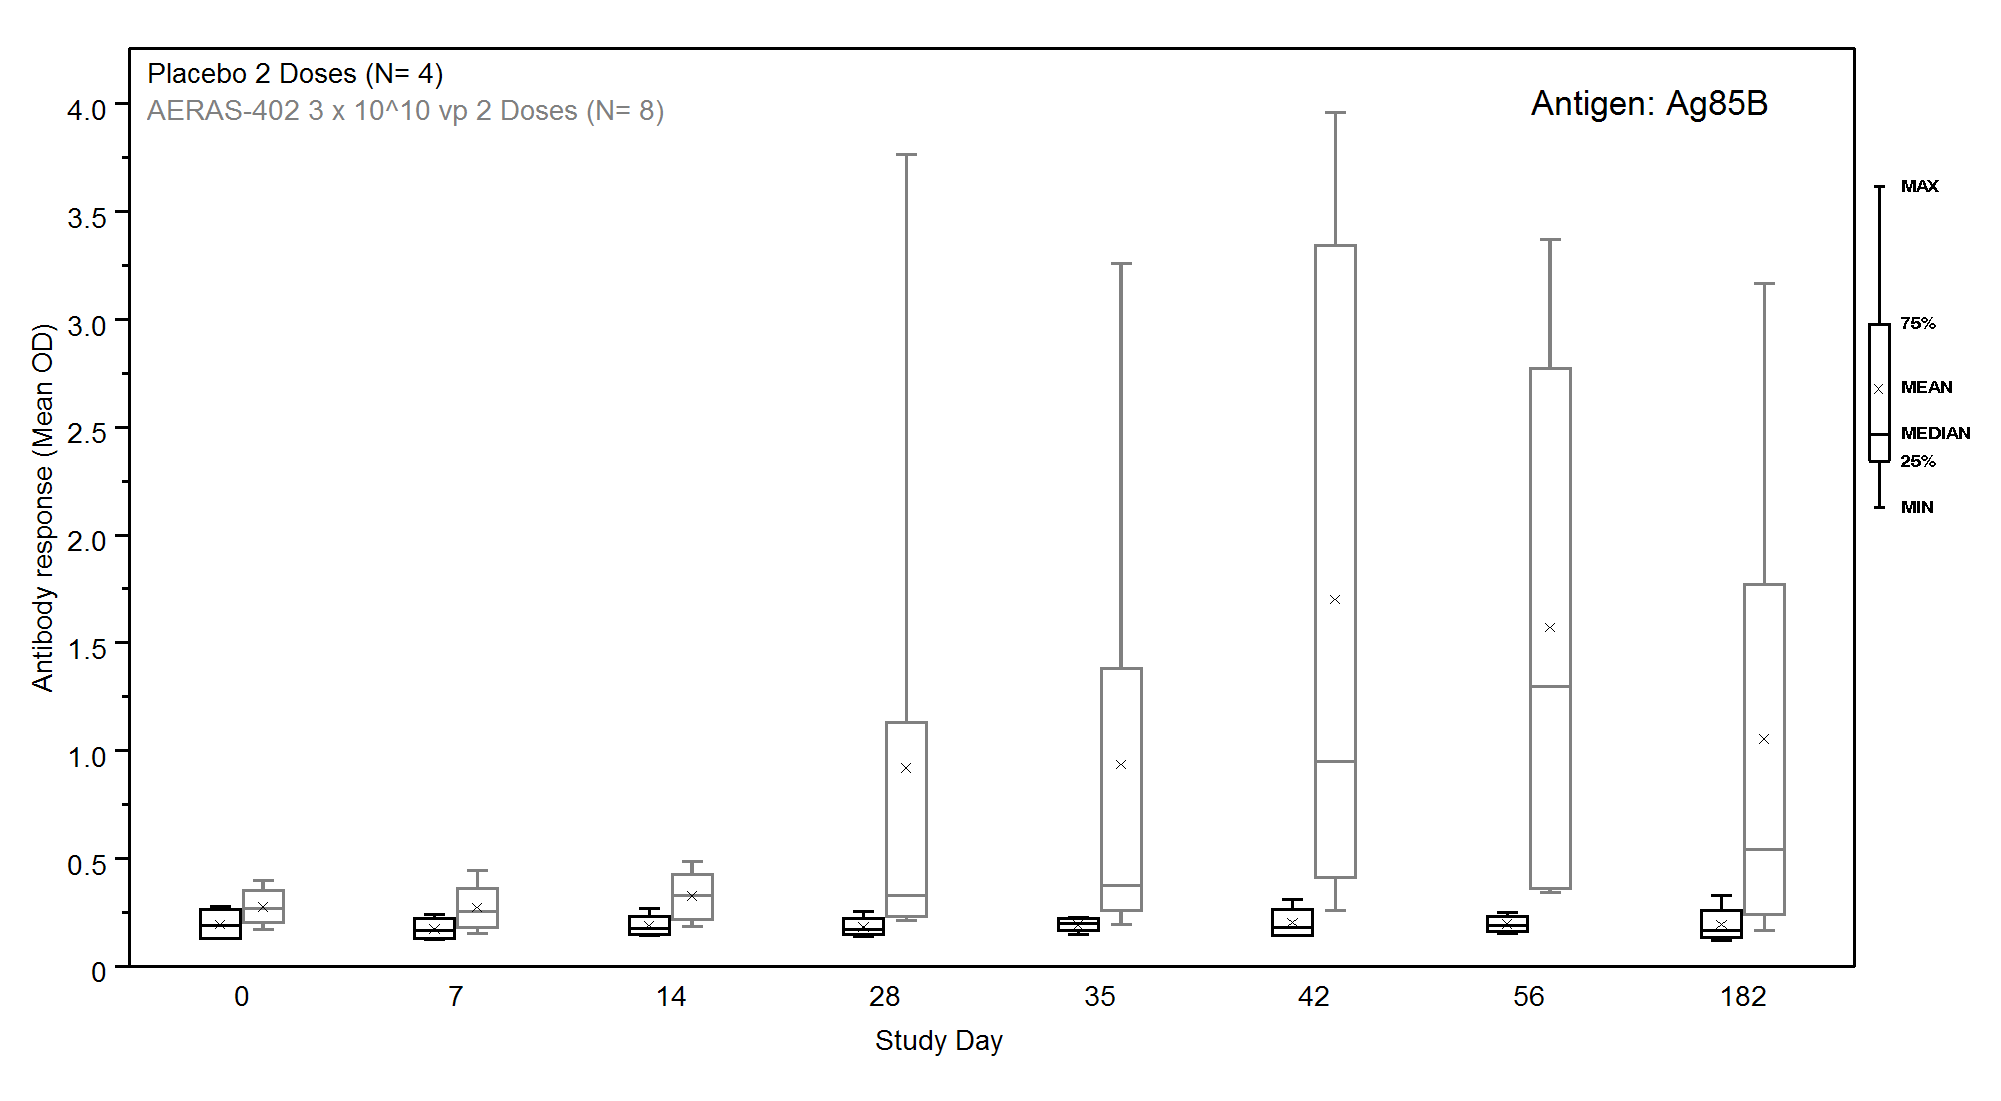 Placebo 2 Doses (N= 4)
AERAS-402 3 x 10^10 vp 2 Doses (N= 8)
Antigen: Ag85B
4.0
3.5
3.0
2.5
2.0
1.5
1.0
0.5
0
Antibody response (Mean OD)
0 7 14 28 35 42 56 182
Study Day
MAX
75%
MEAN
MEDIAN
25%
MIN